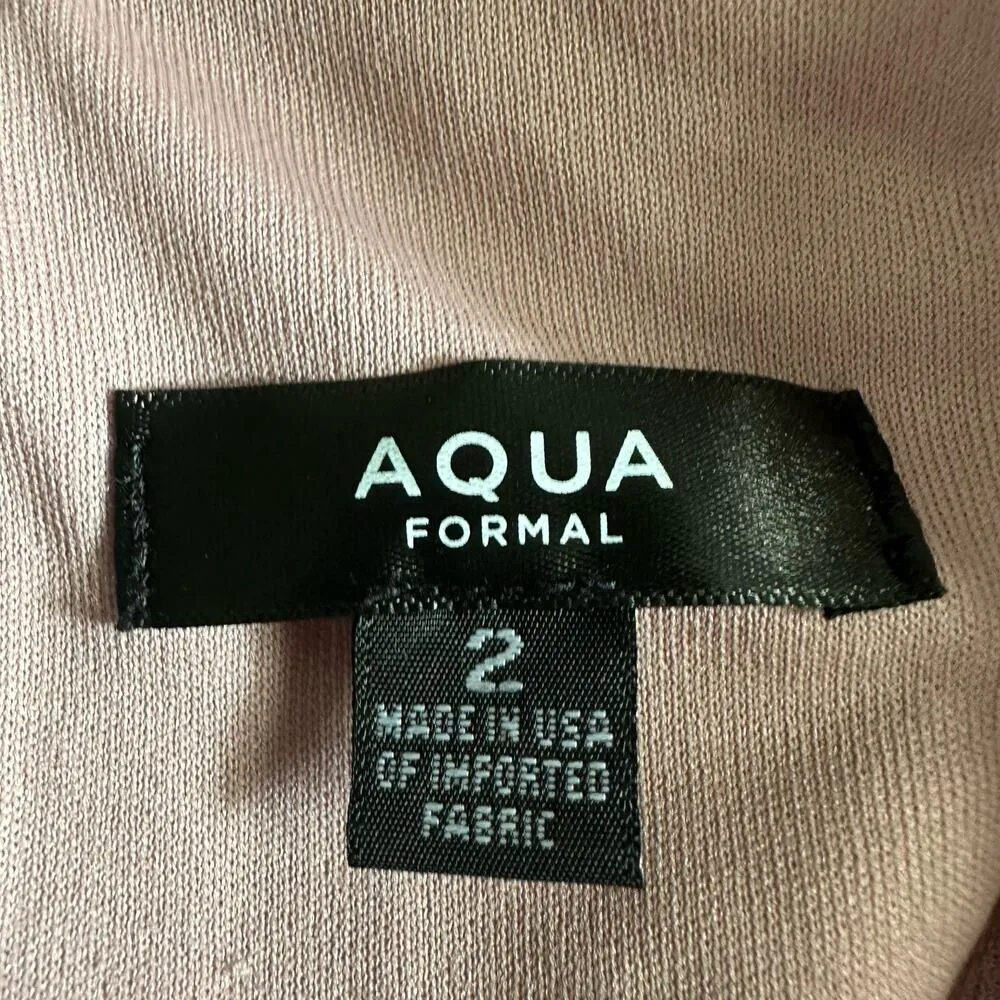 AQUA
FORMAL
2
MADE IN USA
OF IMPORTED
FABRIC